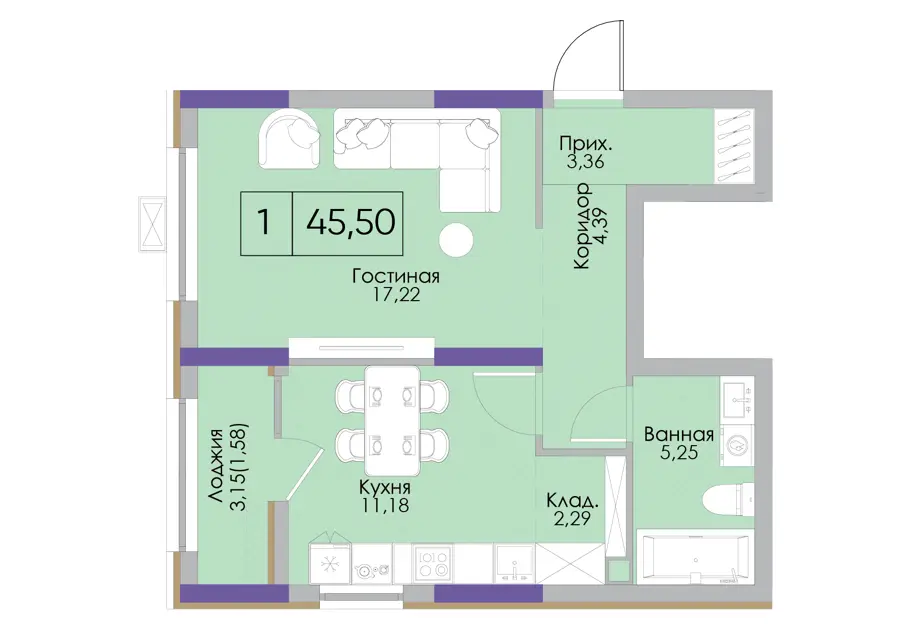 Прих.
3,36
1
45,50
Коридор
4,39
Гостиная
17,22
Лоджия
3,15(1,58)
Кухня
11,18
Ванная
5,25
Клад.
2,29